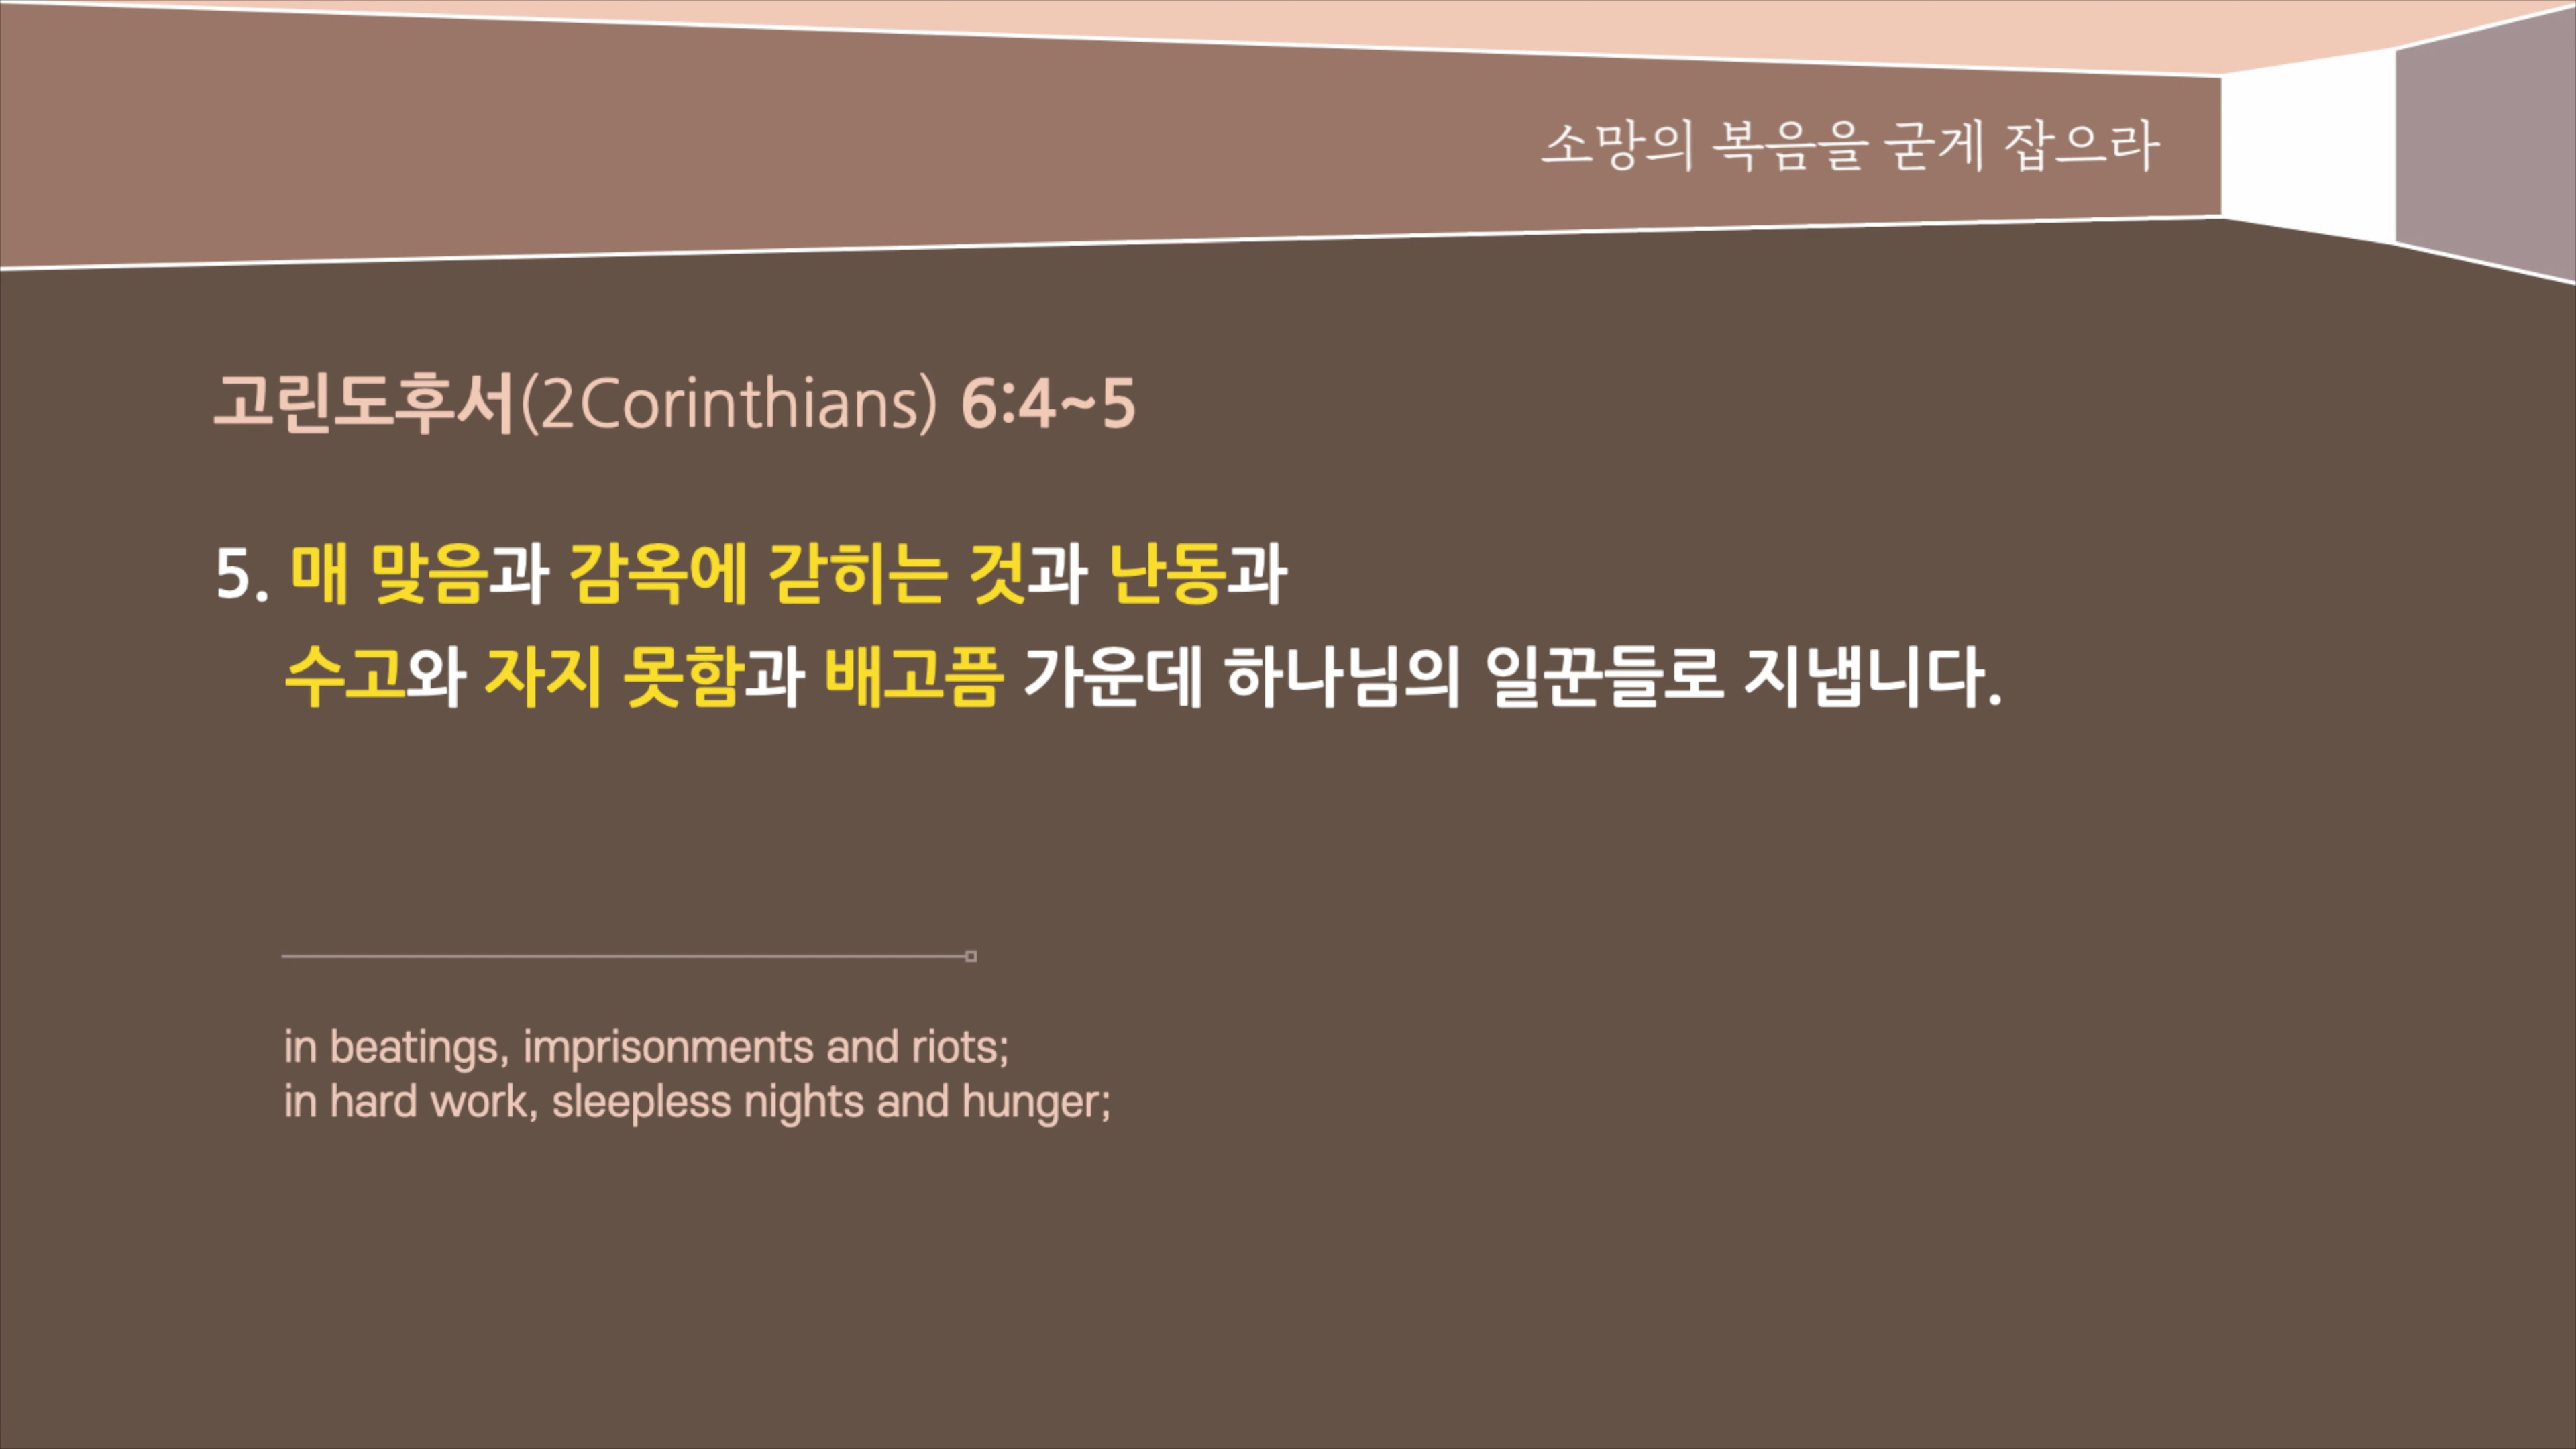 소망의 복음을 굳게 잡으라
고린도후서(2Corinthians) 6:4~5
5. 매 맞음과 감옥에 갇히는 것과 난동과
수고와 자지 못함과 배고픔 가운데 하나님의 일꾼들로 지냅니다.
in beatings, imprisonments and riots;
in hard work, sleepless nights and hunger;